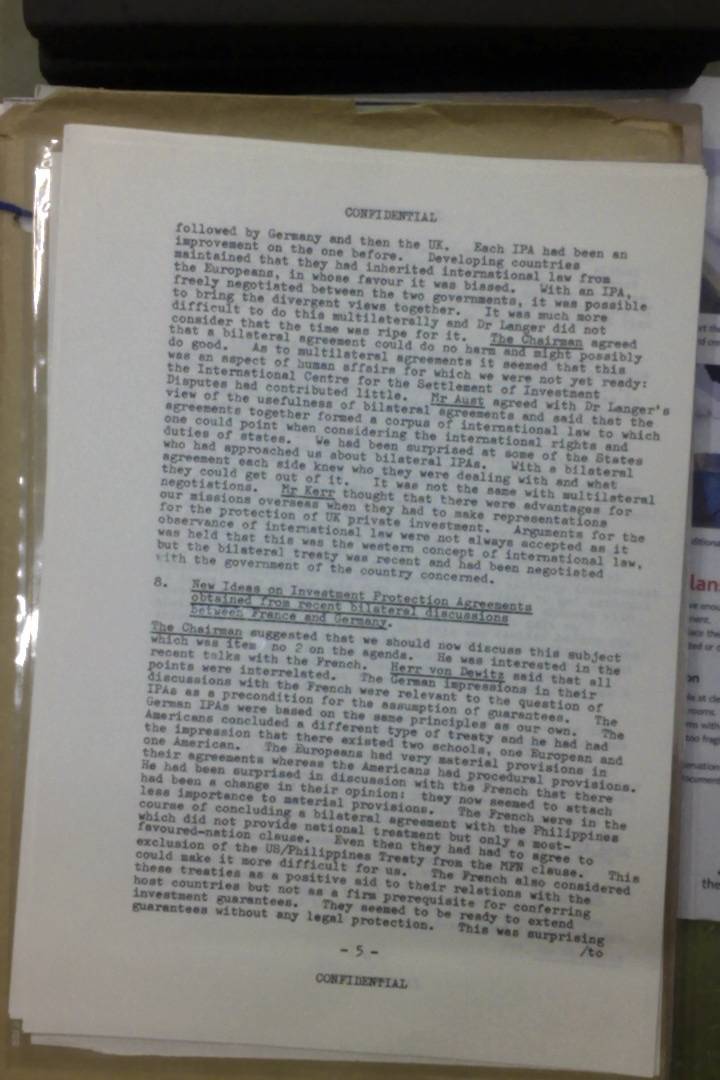 CONFIDENTIAL
followed by Germany and then the UK. Each IPA had been an
improvement on the one before. Developing countries
maintained that they had inherited international law from
the Europeans, in whose favour it was biased. With an IPA,
freely negotiated between the two governments, it was possible
to bring the divergent views together. It was much more
difficult to do this multilaterally and Dr Langer did not
consider that the time was ripe for it. The Chairman agreed
that a bilateral agreement could do no harm and might possibly
do good. As to multilateral agreements it seemed that this
was an aspect of human affairs for which we were not yet ready:
the International Centre for the Settlement of Investment
Disputes had contributed little. Mr Aust agreed with Dr Langer's
view of the usefulness of bilateral agreements and said that the
agreements together formed a corpus of international law to which
one could point when considering the international rights and
duties of states. We had been surprised at some of the States
who had approached us about bilateral IPAs. With a bilateral
agreement each side knew who they were dealing with and what
they could get out of it. It was not the same with multilateral
negotiations. Mr Kerr thought that there were advantages for
our missions overseas when they had to make representations
for the protection of UK private investment. Arguments for the
observance of international law were not always accepted as it
was held that this was the western concept of international law,
but the bilateral treaty was recent and had been negotiated
with the government of the country concerned.
8. New Ideas on Investment Protection Agreements
obtained from recent bilateral discussions
between France and Germany.
The Chairman suggested that we should now discuss this subject
which was item no 2 on the agenda. He was interested in the
recent talks with the French. Herr von Dewitz said that all
points were interrelated. The German impressions in their
discussions with the French were relevant to the question of
IPAs as a precondition for the assumption of guarantees. The
German IPAs were based on the same principles as our own. The
Americans concluded a different type of treaty and he had had
the impression that there existed two schools, one European and
one American. The Europeans had very material provisions in
their agreements whereas the Americans had procedural provisions.
He had been surprised in discussion with the French that there
had been a change in their opinion: they now seemed to attach
less importance to material provisions. The French were in the
course of concluding a bilateral agreement with the Philippines
which did not provide national treatment but only a most-
favoured-nation clause. Even then they had had to agree to
exclusion of the US/Philippines Treaty from the MFN clause. This
could make it more difficult for us. The French also considered
these treaties as a positive aid to their relations with the
host countries but not as a firm prerequisite for conferring
investment guarantees. They seemed to be ready to extend
guarantees without any legal protection. This was surprising
- 5 - /to
CONFIDENTIAL